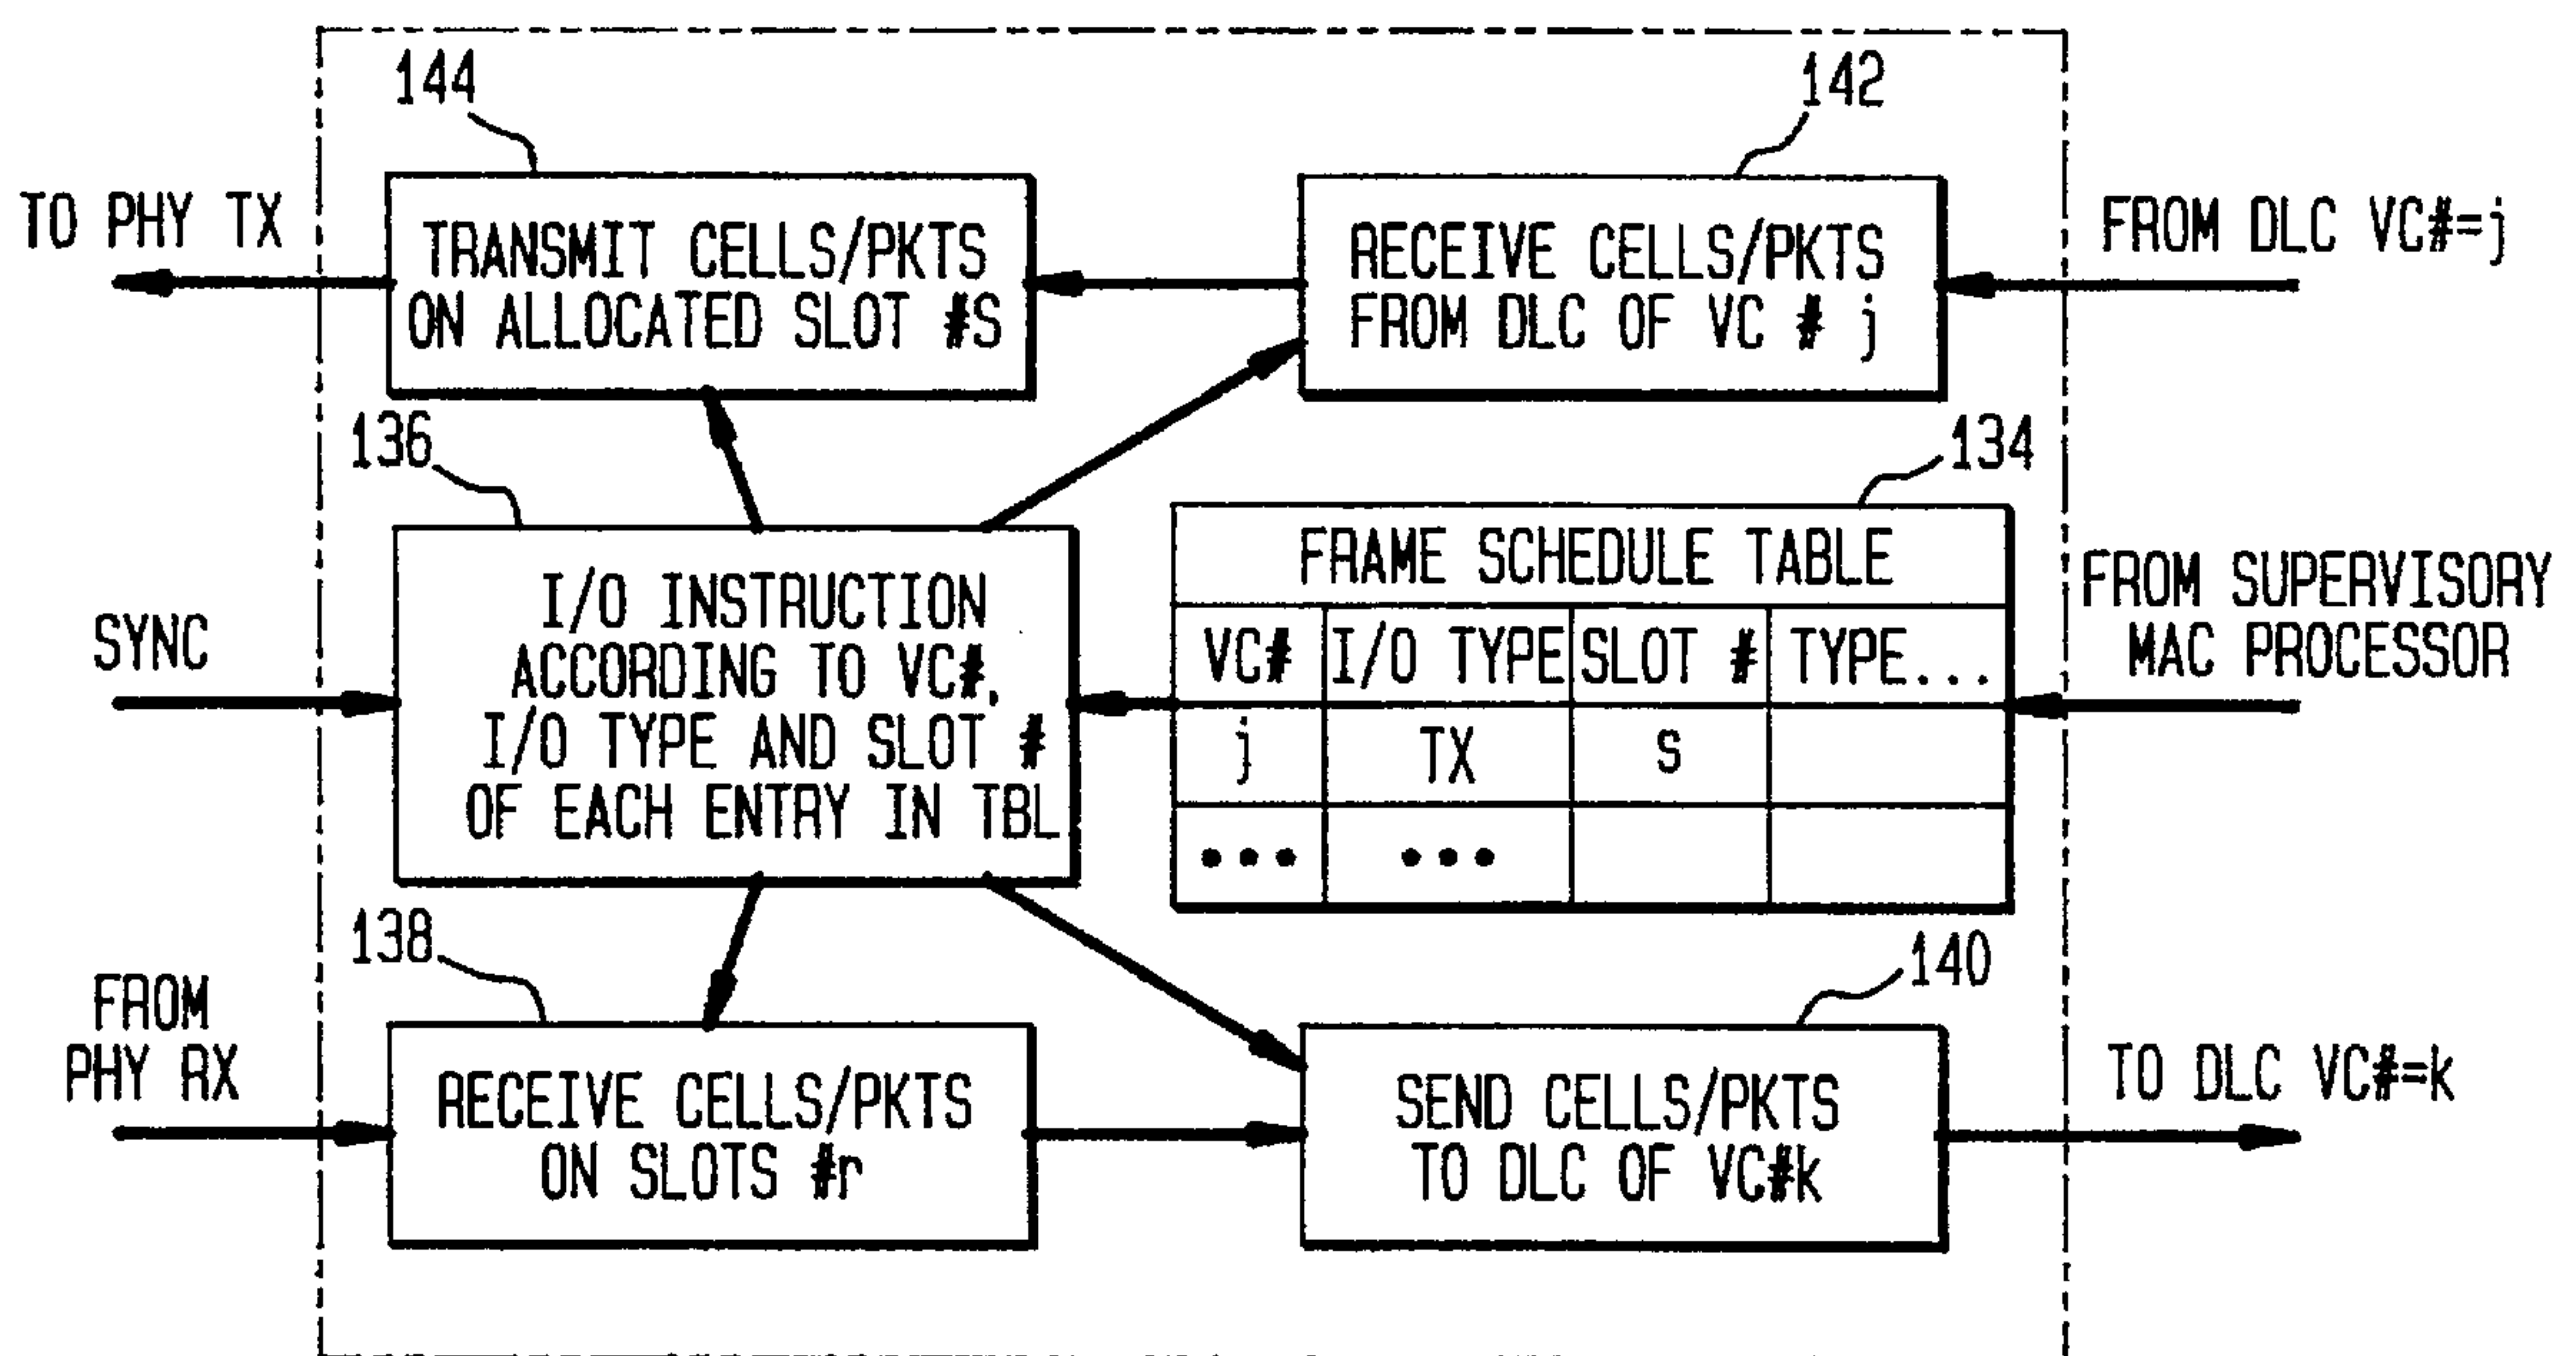 144
142
TO PHY TX
TRANSMIT CELLS/PKTS
ON ALLOCATED SLOT #S
RECEIVE CELLS/PKTS
FROM DLC OF VC # j
FROM DLC VC#=j
136
134
SYNC
I/O INSTRUCTION
ACCORDING TO VC#,
I/O TYPE AND SLOT #
OF EACH ENTRY IN TBL
FRAME SCHEDULE TABLE
VC# I/O TYPE SLOT # TYPE...
j TX S
••• •••
FROM SUPERVISORY
MAC PROCESSOR
138
140
FROM
PHY RX
RECEIVE CELLS/PKTS
ON SLOTS #r
SEND CELLS/PKTS
TO DLC OF VC#k
TO DLC VC#=k